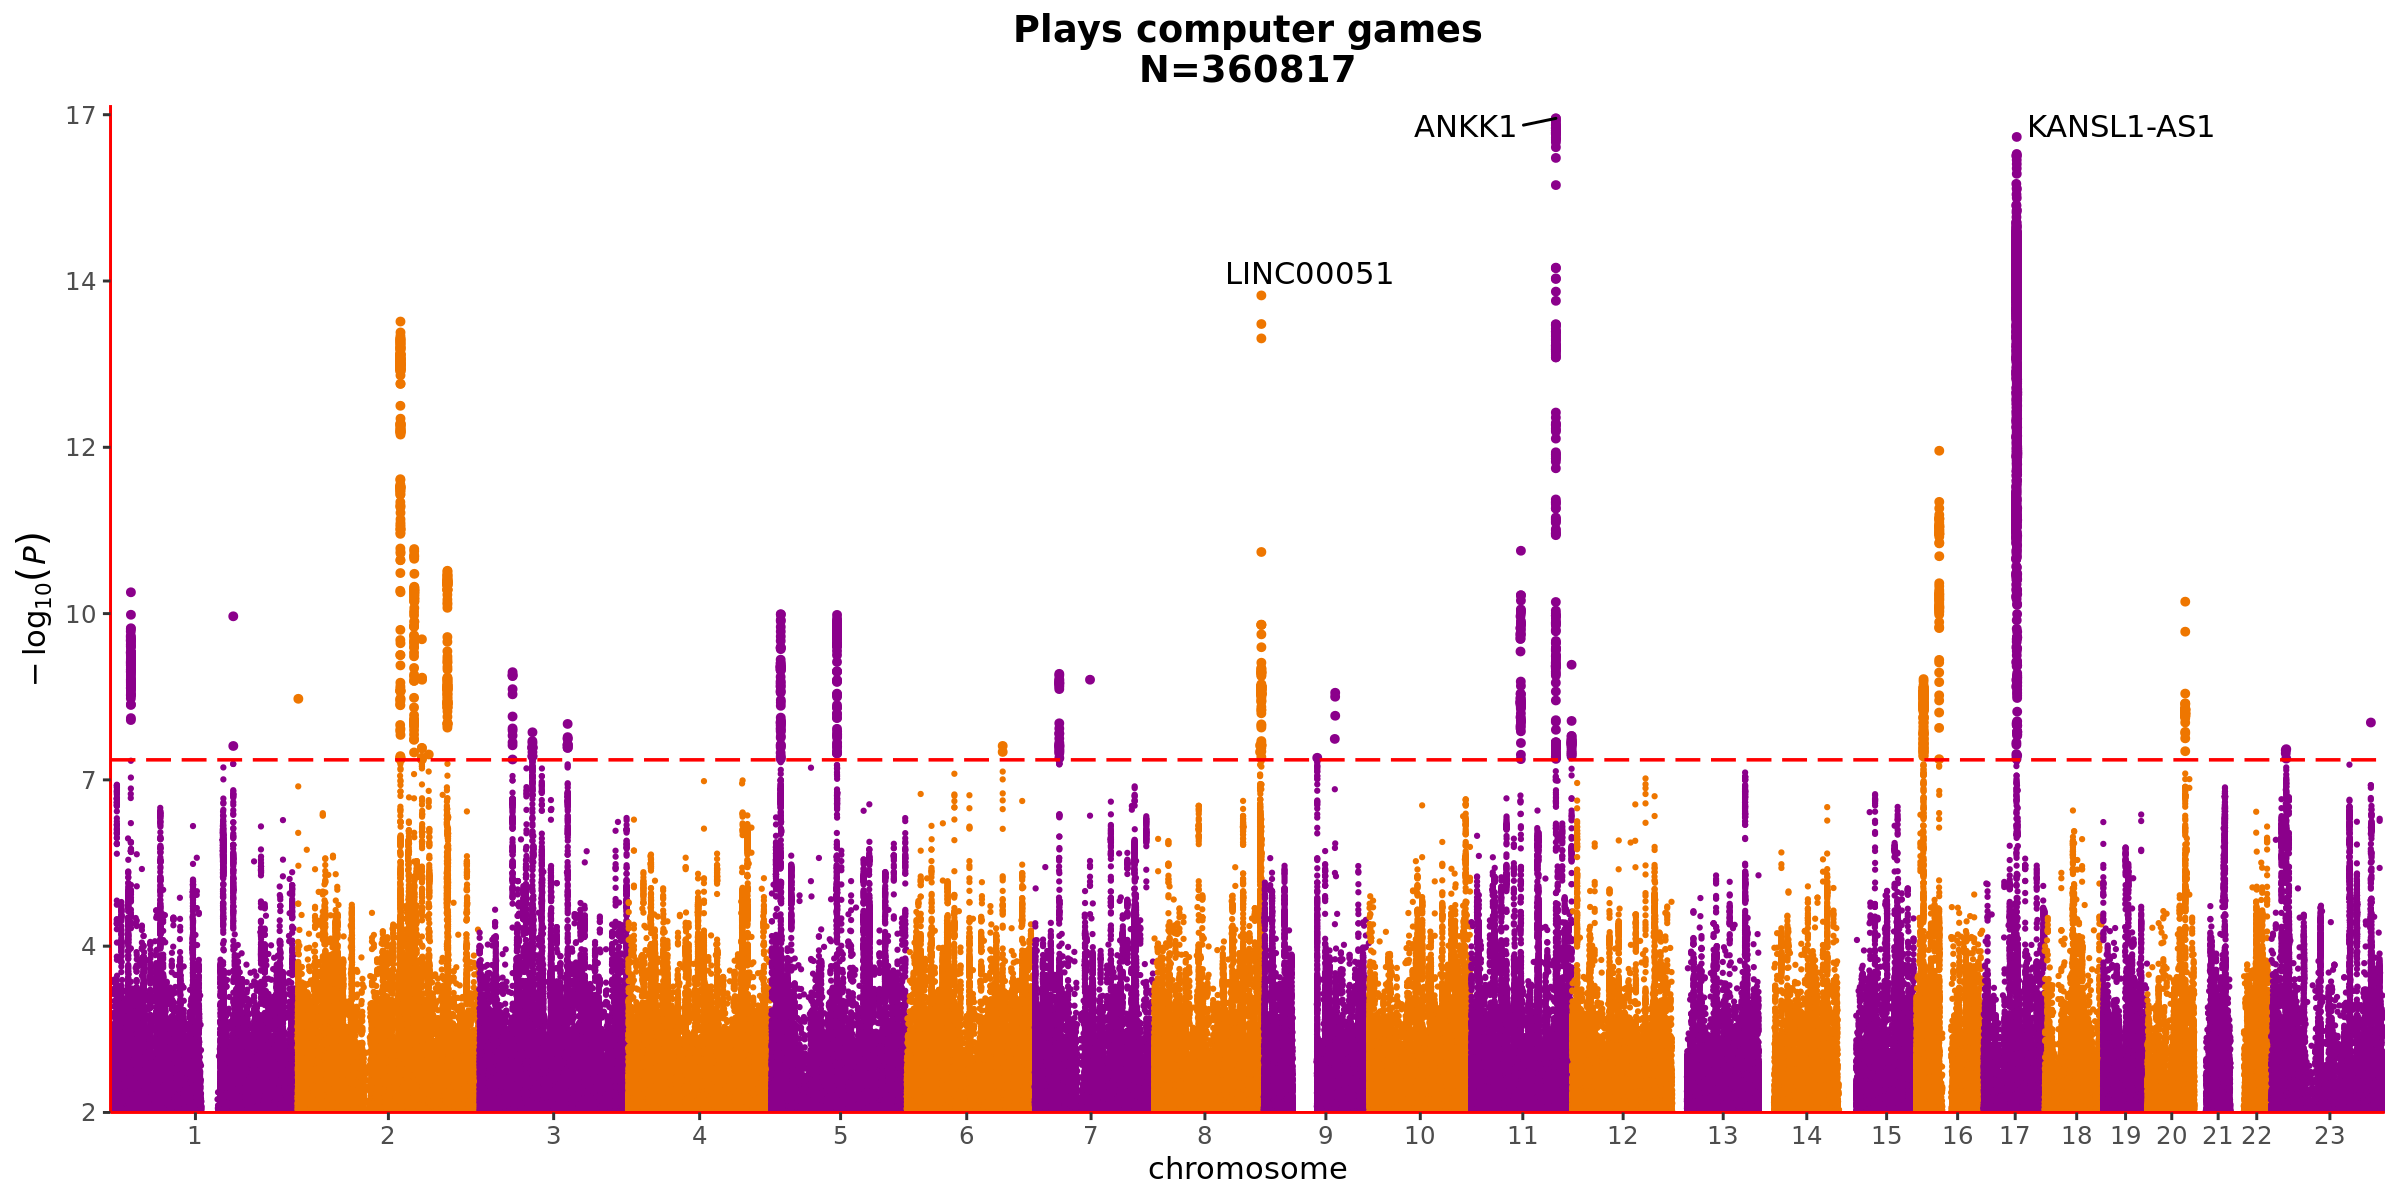 Plays computer games
N=360817
17
14
12
10
7
4
2
−log10(P)
ANKK1
KANSL1-AS1
LINC00051
1 2 3 4 5 6 7 8 9 10 11 12 13 14 15 16 17 18 19 20 21 22 23
chromosome